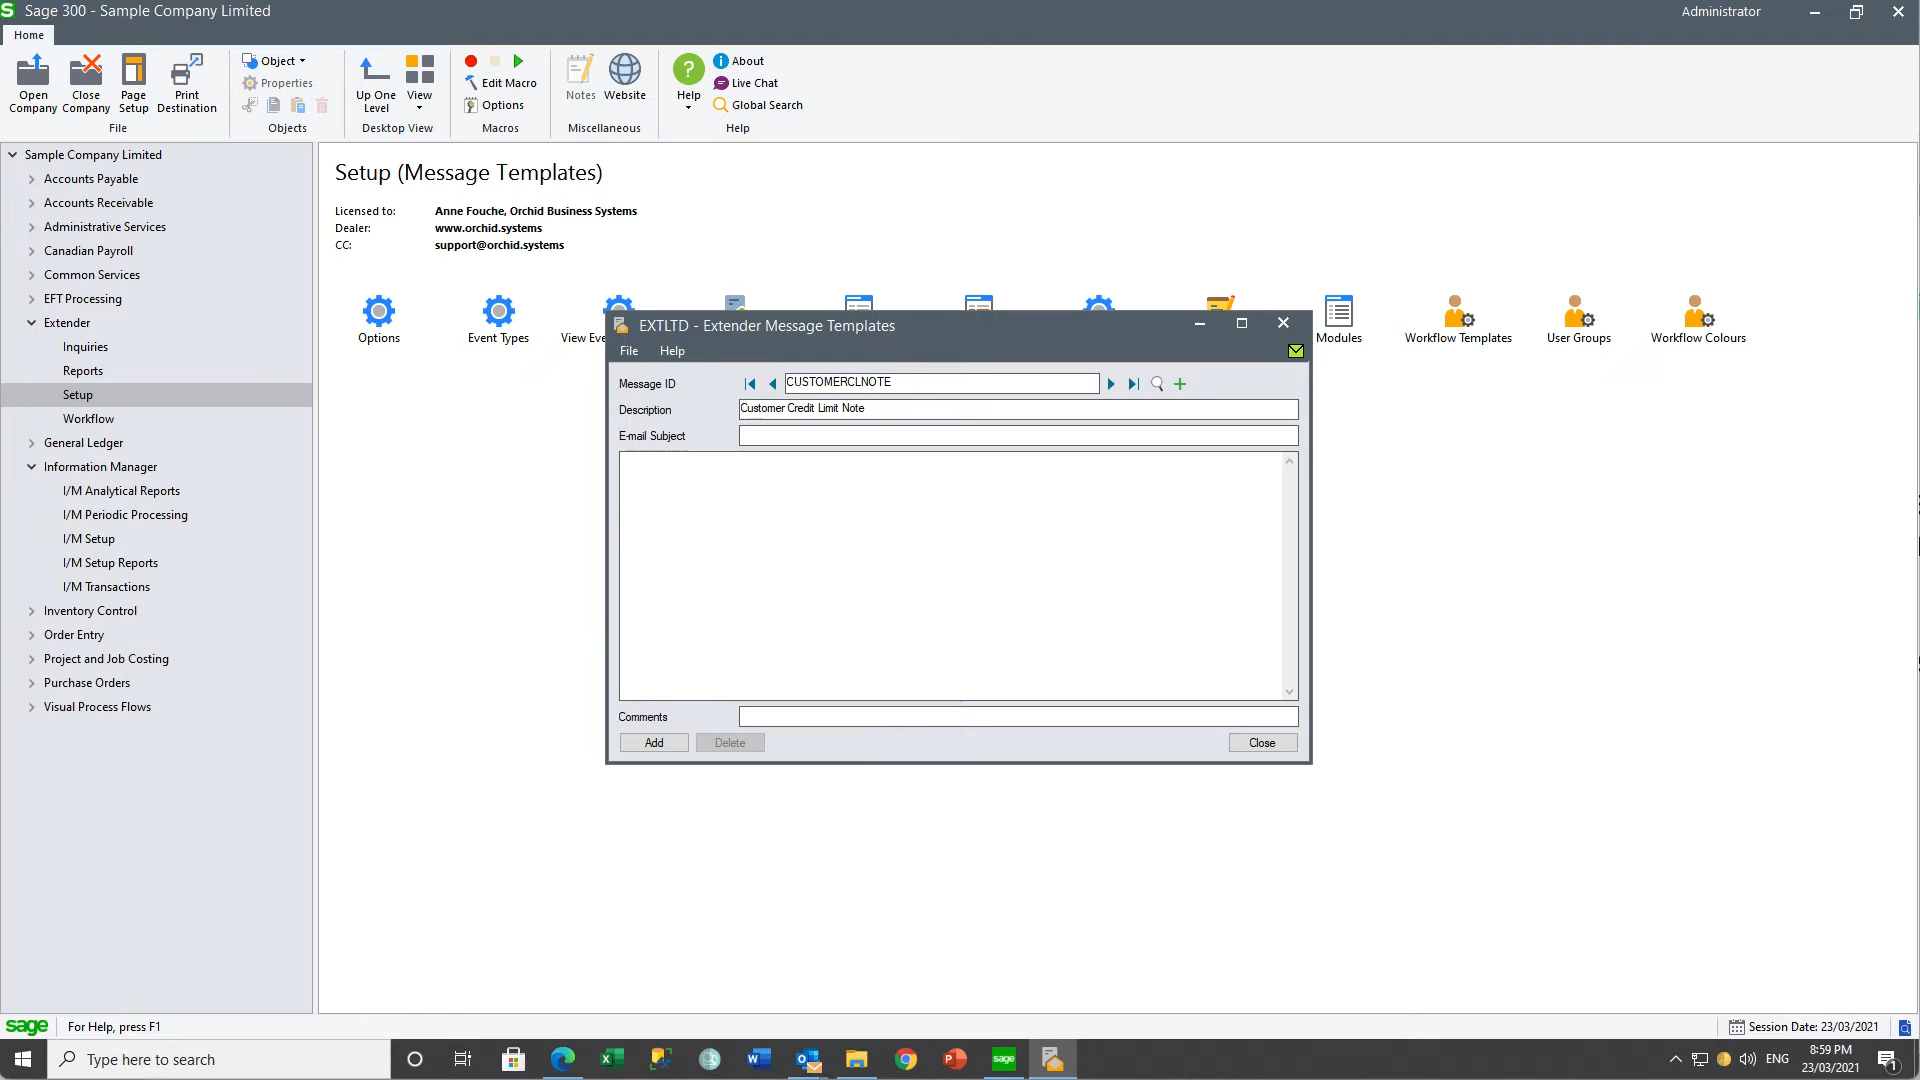 Sage 300 - Sample Company Limited
Administrator
Home
Open Company
Close Company
Page Setup
Print Destination
File
Object
Properties
Objects
Up One Level
View
Desktop View
Edit Macro
Options
Macros
Notes
Website
Miscellaneous
Help
About
Live Chat
Global Search
Help
Sample Company Limited
Accounts Payable
Accounts Receivable
Administrative Services
Canadian Payroll
Common Services
EFT Processing
Extender
Inquiries
Reports
Setup
Workflow
General Ledger
Information Manager
I/M Analytical Reports
I/M Periodic Processing
I/M Setup
I/M Setup Reports
I/M Transactions
Inventory Control
Order Entry
Project and Job Costing
Purchase Orders
Visual Process Flows
Setup (Message Templates)
Licensed to: Anne Fouche, Orchid Business Systems
Dealer: www.orchid.systems
CC: support@orchid.systems
Options
Event Types
View Eve
Modules
Workflow Templates
User Groups
Workflow Colours
EXTLTD - Extender Message Templates
File Help
Message ID CUSTOMERCLNOTE
Description Customer Credit Limit Note
E-mail Subject
Comments
Add Delete Close
sage For Help, press F1
Session Date: 23/03/2021
Type here to search
sage
ENG
8:59 PM
23/03/2021
1